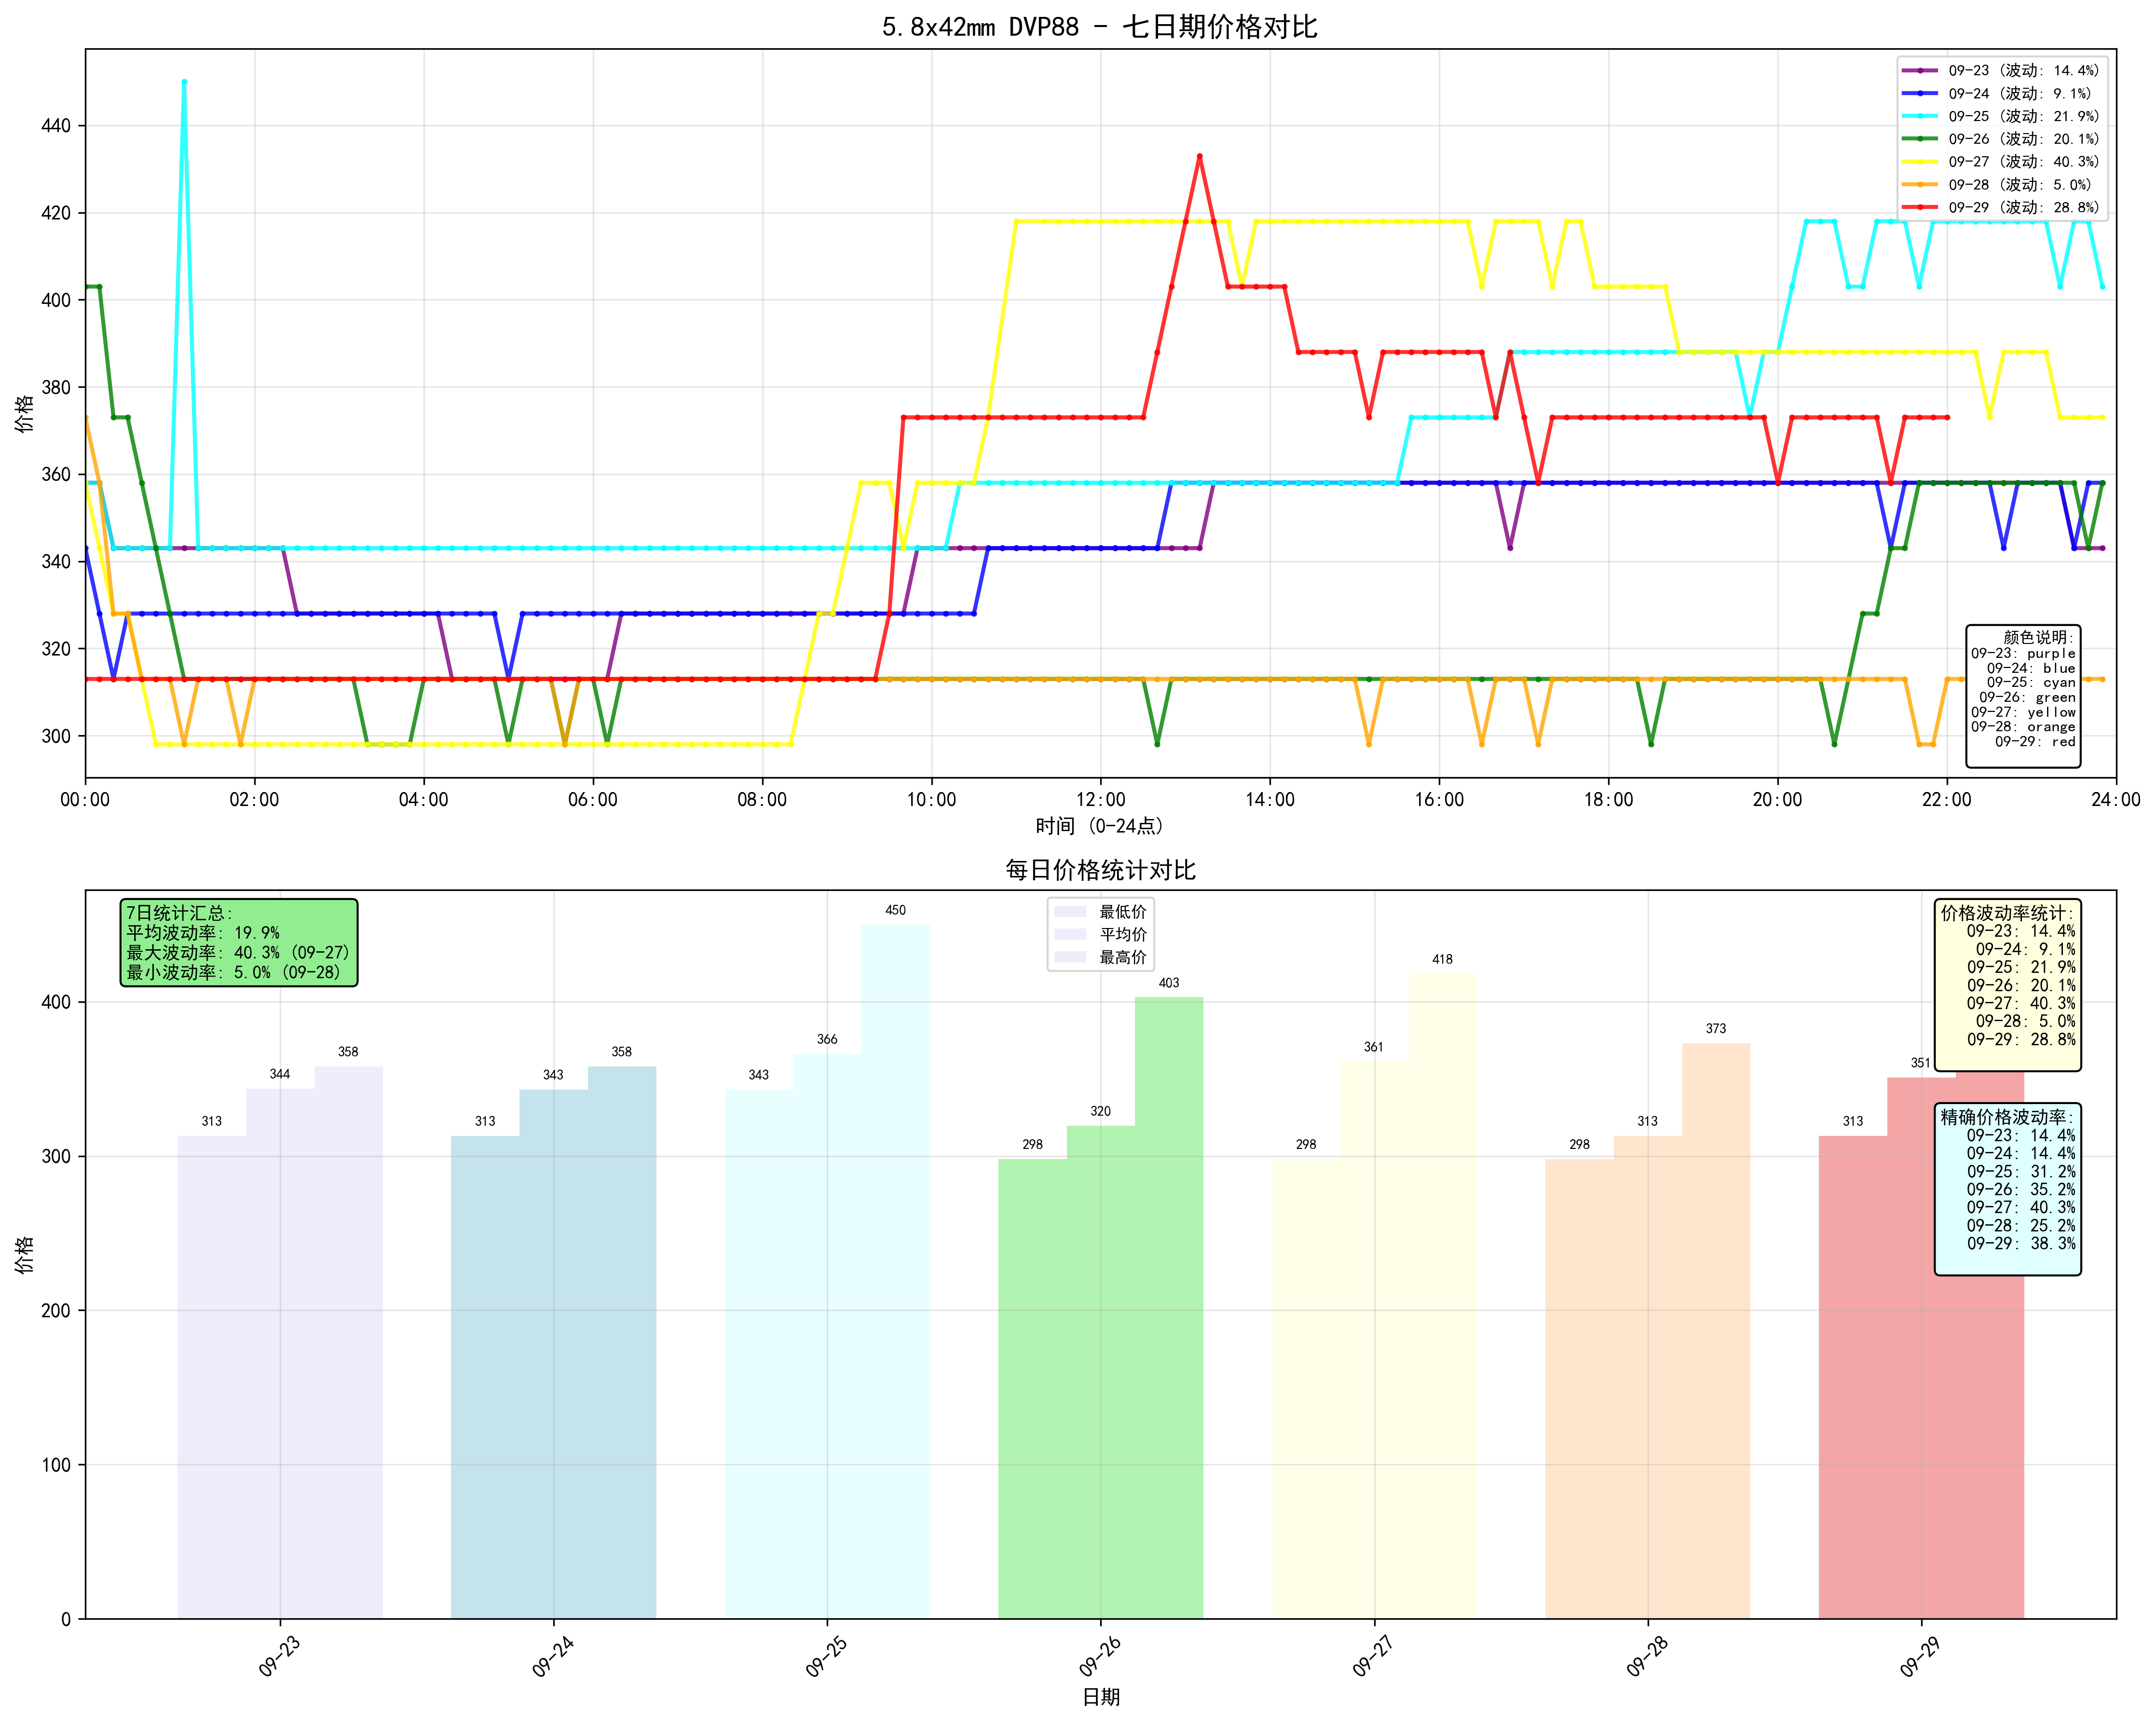 5.8x42mm DVP88 - 七日期价格对比
09-23 (波动: 14.4%)
09-24 (波动: 9.1%)
09-25 (波动: 21.9%)
09-26 (波动: 20.1%)
09-27 (波动: 40.3%)
09-28 (波动: 5.0%)
09-29 (波动: 28.8%)
440
420
400
380
360
340
320
300
价格
颜色说明:
09-23: purple
09-24: blue
09-25: cyan
09-26: green
09-27: yellow
09-28: orange
09-29: red
00:00 02:00 04:00 06:00 08:00 10:00 12:00 14:00 16:00 18:00 20:00 22:00 24:00
时间 (0-24点)
每日价格统计对比
7日统计汇总:
平均波动率: 19.9%
最大波动率: 40.3% (09-27)
最小波动率: 5.0% (09-28)
最低价
平均价
最高价
价格波动率统计:
09-23: 14.4%
09-24: 9.1%
09-25: 21.9%
09-26: 20.1%
09-27: 40.3%
09-28: 5.0%
09-29: 28.8%
精确价格波动率:
09-23: 14.4%
09-24: 14.4%
09-25: 31.2%
09-26: 35.2%
09-27: 40.3%
09-28: 25.2%
09-29: 38.3%
313 344 358
313 343 358
343 366 450
298 320 403
298 361 418
298 313 373
313 351
400
300
200
100
0
价格
09-23 09-24 09-25 09-26 09-27 09-28 09-29
日期